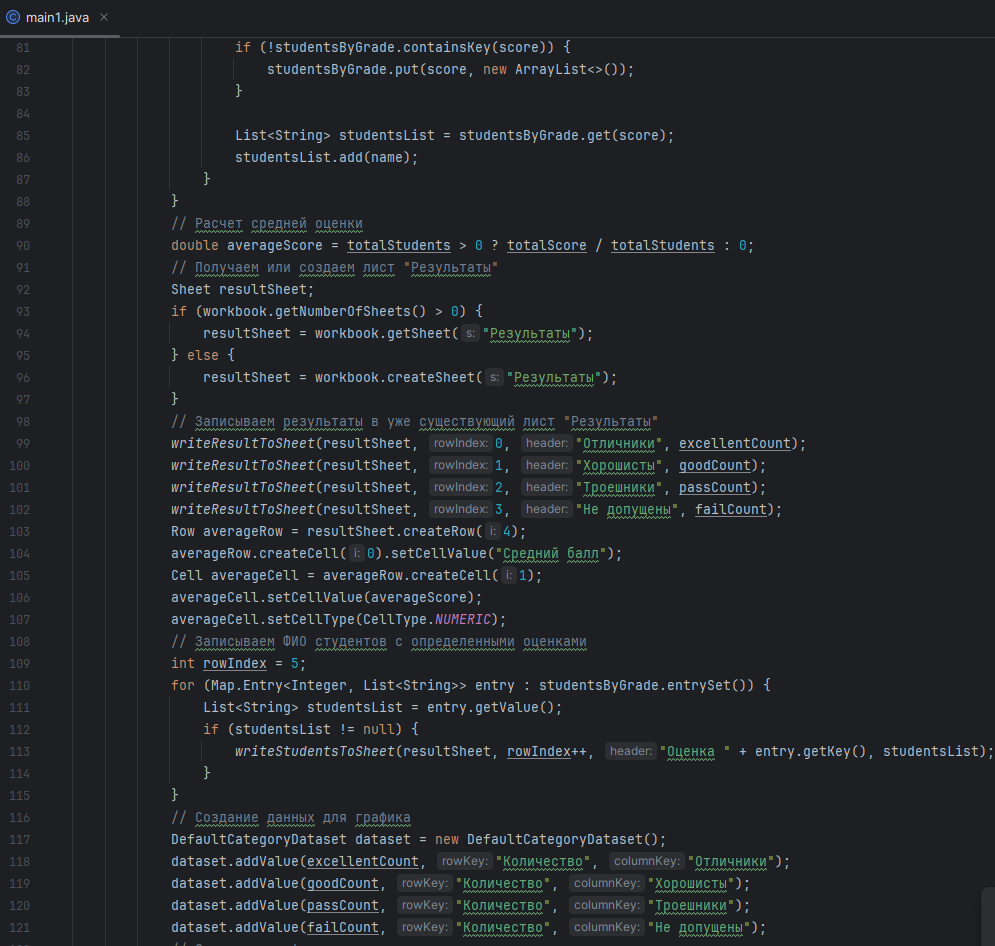 main1.java
81 if (!studentsByGrade.containsKey(score)) {
82 studentsByGrade.put(score, new ArrayList<>());
83 }
84
85 List<String> studentsList = studentsByGrade.get(score);
86 studentsList.add(name);
87 }
88 }
89 // Расчет средней оценки
90 double averageScore = totalStudents > 0 ? totalScore / totalStudents : 0;
91 // Получаем или создаем лист "Результаты"
92 Sheet resultSheet;
93 if (workbook.getNumberOfSheets() > 0) {
94 resultSheet = workbook.getSheet( s: "Результаты");
95 } else {
96 resultSheet = workbook.createSheet( s: "Результаты");
97 }
98 // Записываем результаты в уже существующий лист "Результаты"
99 writeResultToSheet(resultSheet, rowIndex: 0, header: "Отличники", excellentCount);
100 writeResultToSheet(resultSheet, rowIndex: 1, header: "Хорошисты", goodCount);
101 writeResultToSheet(resultSheet, rowIndex: 2, header: "Троешники", passCount);
102 writeResultToSheet(resultSheet, rowIndex: 3, header: "Не допущены", failCount);
103 Row averageRow = resultSheet.createRow( i: 4);
104 averageRow.createCell( i: 0).setCellValue("Средний балл");
105 Cell averageCell = averageRow.createCell( i: 1);
106 averageCell.setCellValue(averageScore);
107 averageCell.setCellType(CellType.NUMERIC);
108 // Записываем ФИО студентов с определенными оценками
109 int rowIndex = 5;
110 for (Map.Entry<Integer, List<String>> entry : studentsByGrade.entrySet()) {
111 List<String> studentsList = entry.getValue();
112 if (studentsList != null) {
113 writeStudentsToSheet(resultSheet, rowIndex++, header: "Оценка " + entry.getKey(), studentsList);
114 }
115 }
116 // Создание данных для графика
117 DefaultCategoryDataset dataset = new DefaultCategoryDataset();
118 dataset.addValue(excellentCount, rowKey: "Количество", columnKey: "Отличники");
119 dataset.addValue(goodCount, rowKey: "Количество", columnKey: "Хорошисты");
120 dataset.addValue(passCount, rowKey: "Количество", columnKey: "Троешники");
121 dataset.addValue(failCount, rowKey: "Количество", columnKey: "Не допущены");